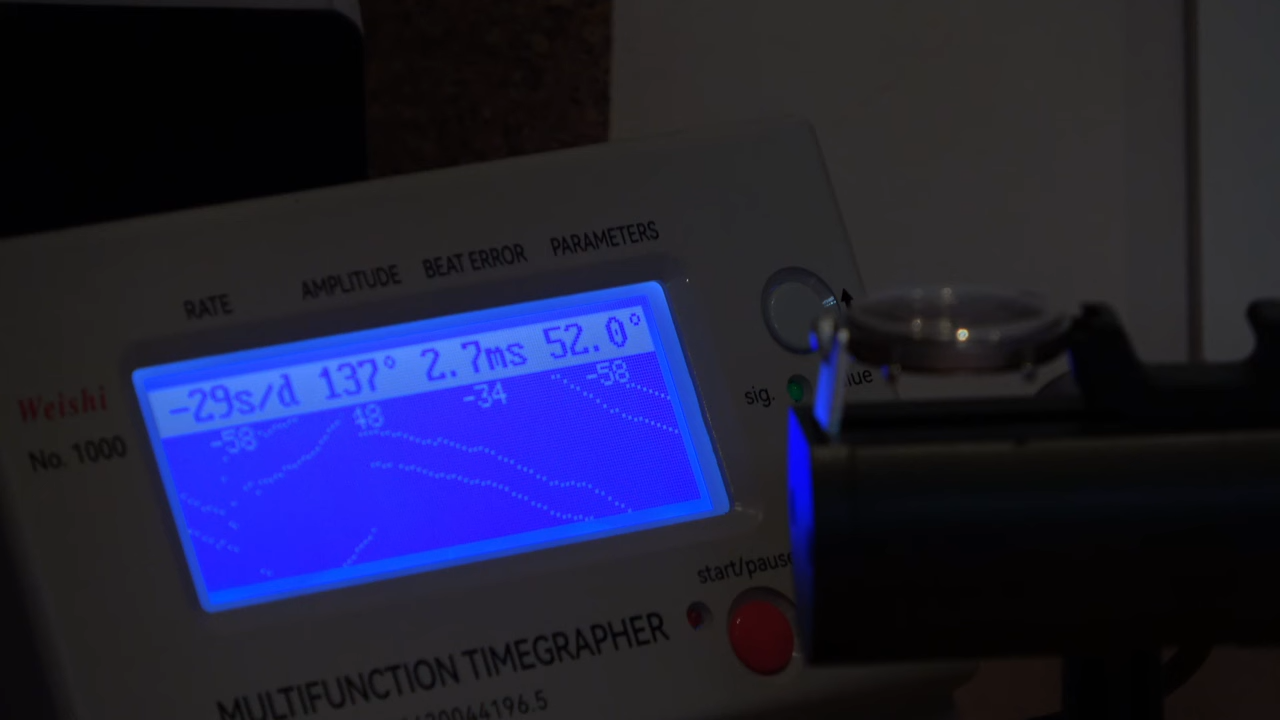 RATE AMPLITUDE BEAT ERROR PARAMETERS
-29s/d 137° 2.7ms 52.0°
-58 48 -34 -58
Weishi
No. 1000
sig.
start/pause
MULTIFUNCTION TIMEGRAPHER